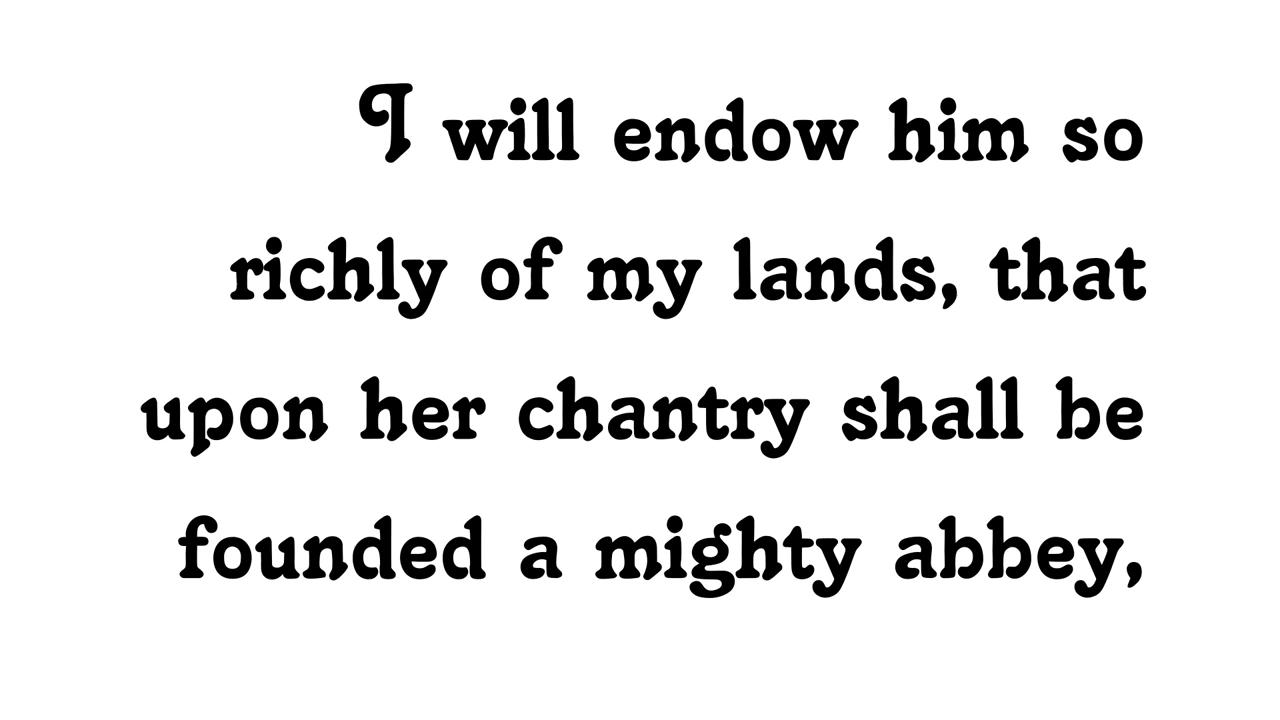 I will endow him so
richly of my lands, that
upon her chantry shall be
founded a mighty abbey,